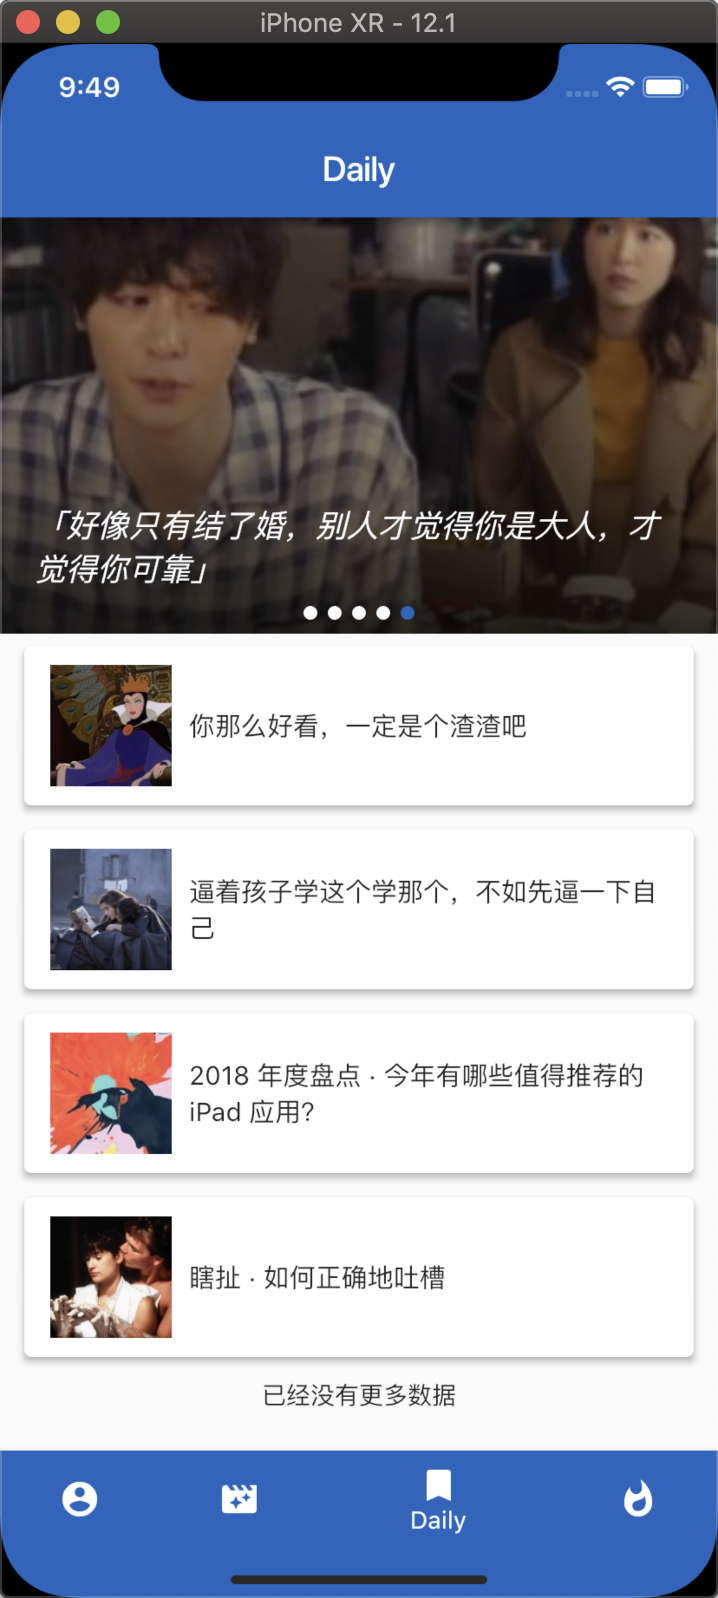 iPhone XR - 12.1
9:49
Daily
「好像只有结了婚，别人才觉得你是大人，才
觉得你可靠」
你那么好看，一定是个渣渣吧
逼着孩子学这个学那个，不如先逼一下自
己
2018 年度盘点 · 今年有哪些值得推荐的
iPad 应用？
瞎扯 · 如何正确地吐槽
已经没有更多数据
Daily